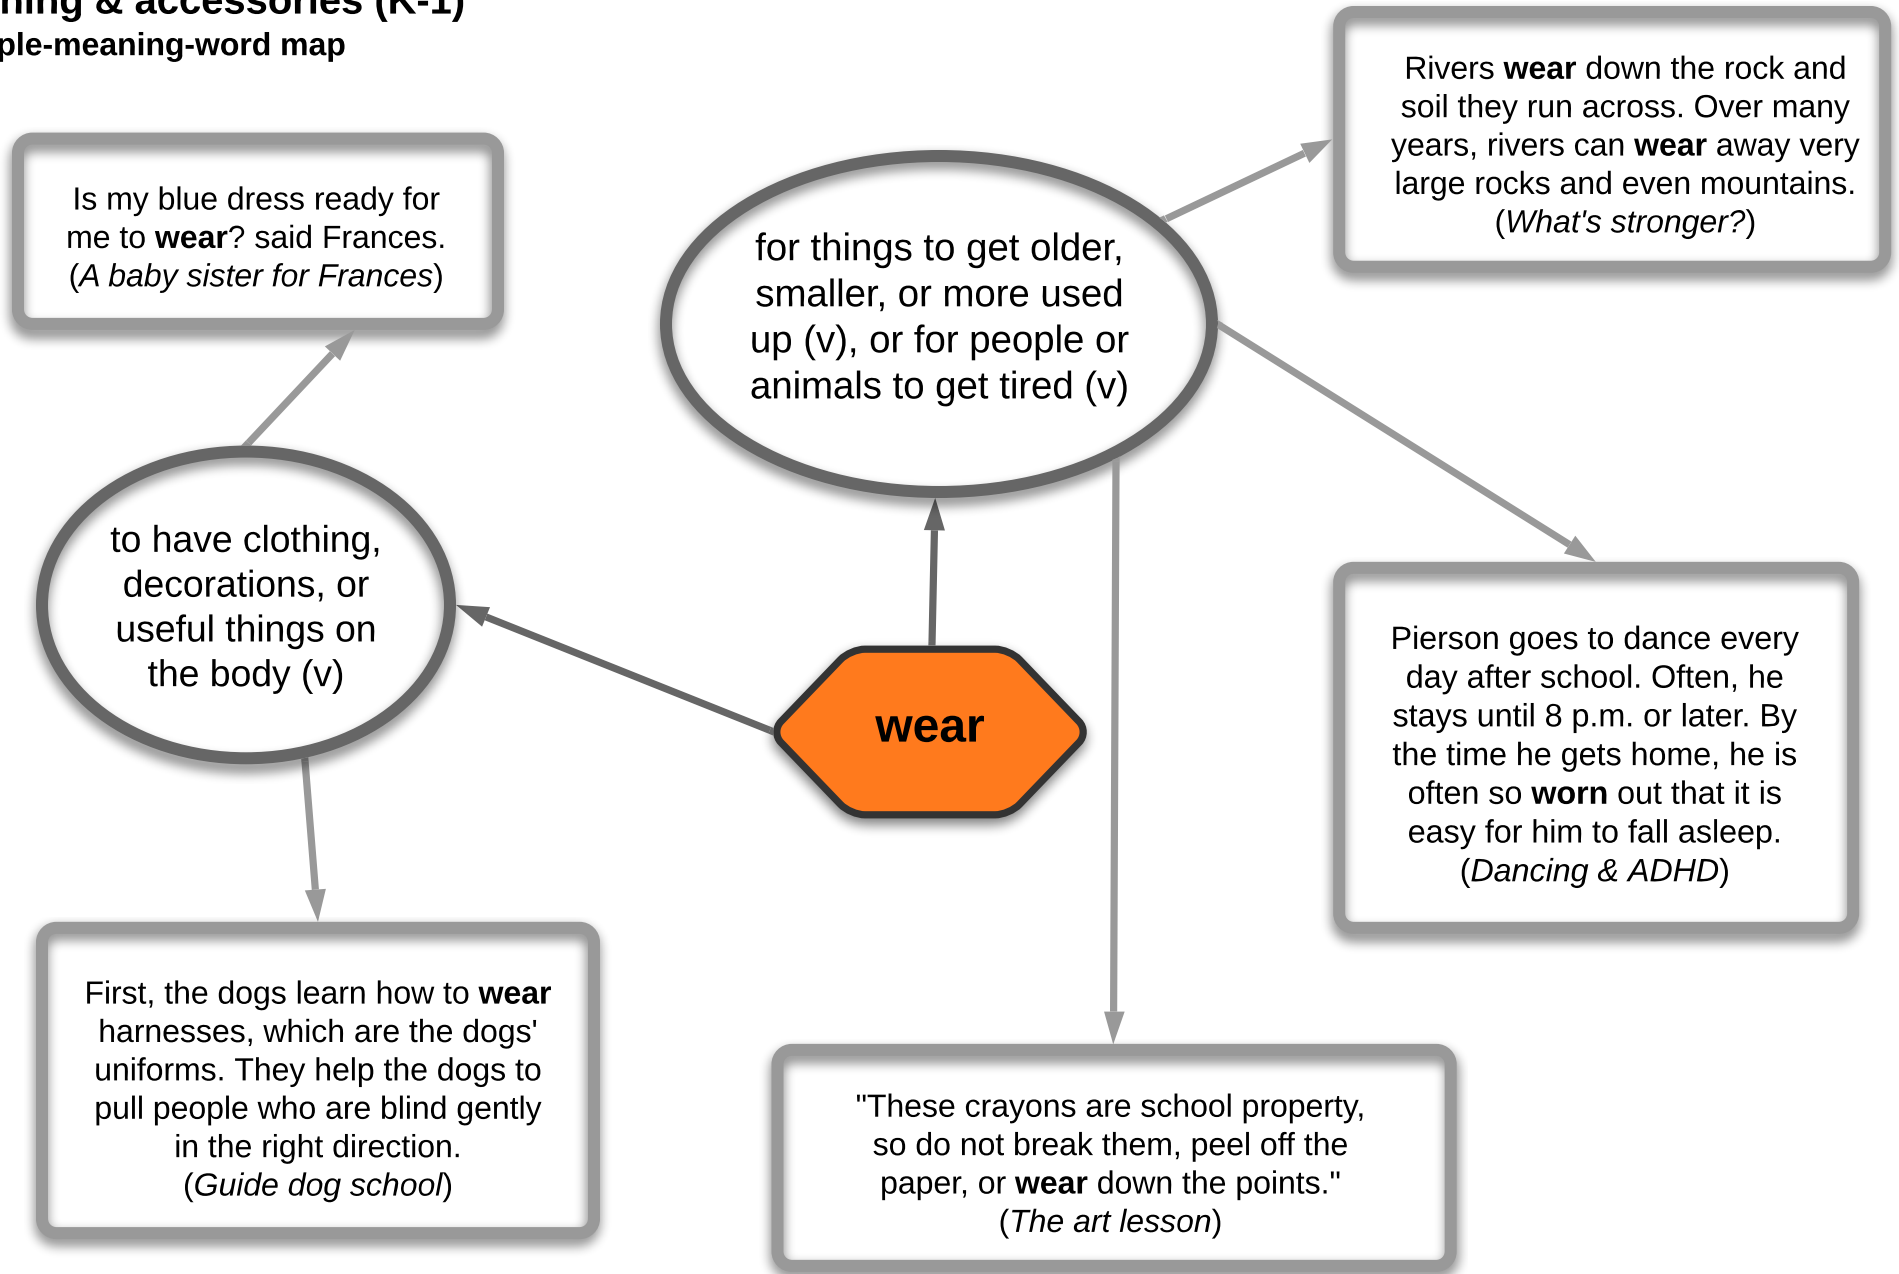 & accessories (K-1)
map
Is my blue dress ready for
me to wear? said Frances.
(A baby sister for Frances)
for things to get older,
smaller, or more used
up (v), or for people or
animals to get tired (v)
Rivers wear down the rock and
soil they run across. Over many
years, rivers can wear away very
large rocks and even mountains.
(What's stronger?)
to have clothing,
decorations, or
useful things on
the body (v)
wear
Pierson goes to dance every
day after school. Often, he
stays until 8 p.m. or later. By
the time he gets home, he is
often so worn out that it is
easy for him to fall asleep.
(Dancing & ADHD)
First, the dogs learn how to wear
harnesses, which are the dogs'
uniforms. They help the dogs to
pull people who are blind gently
in the right direction.
(Guide dog school)
"These crayons are school property,
so do not break them, peel off the
paper, or wear down the points."
(The art lesson)